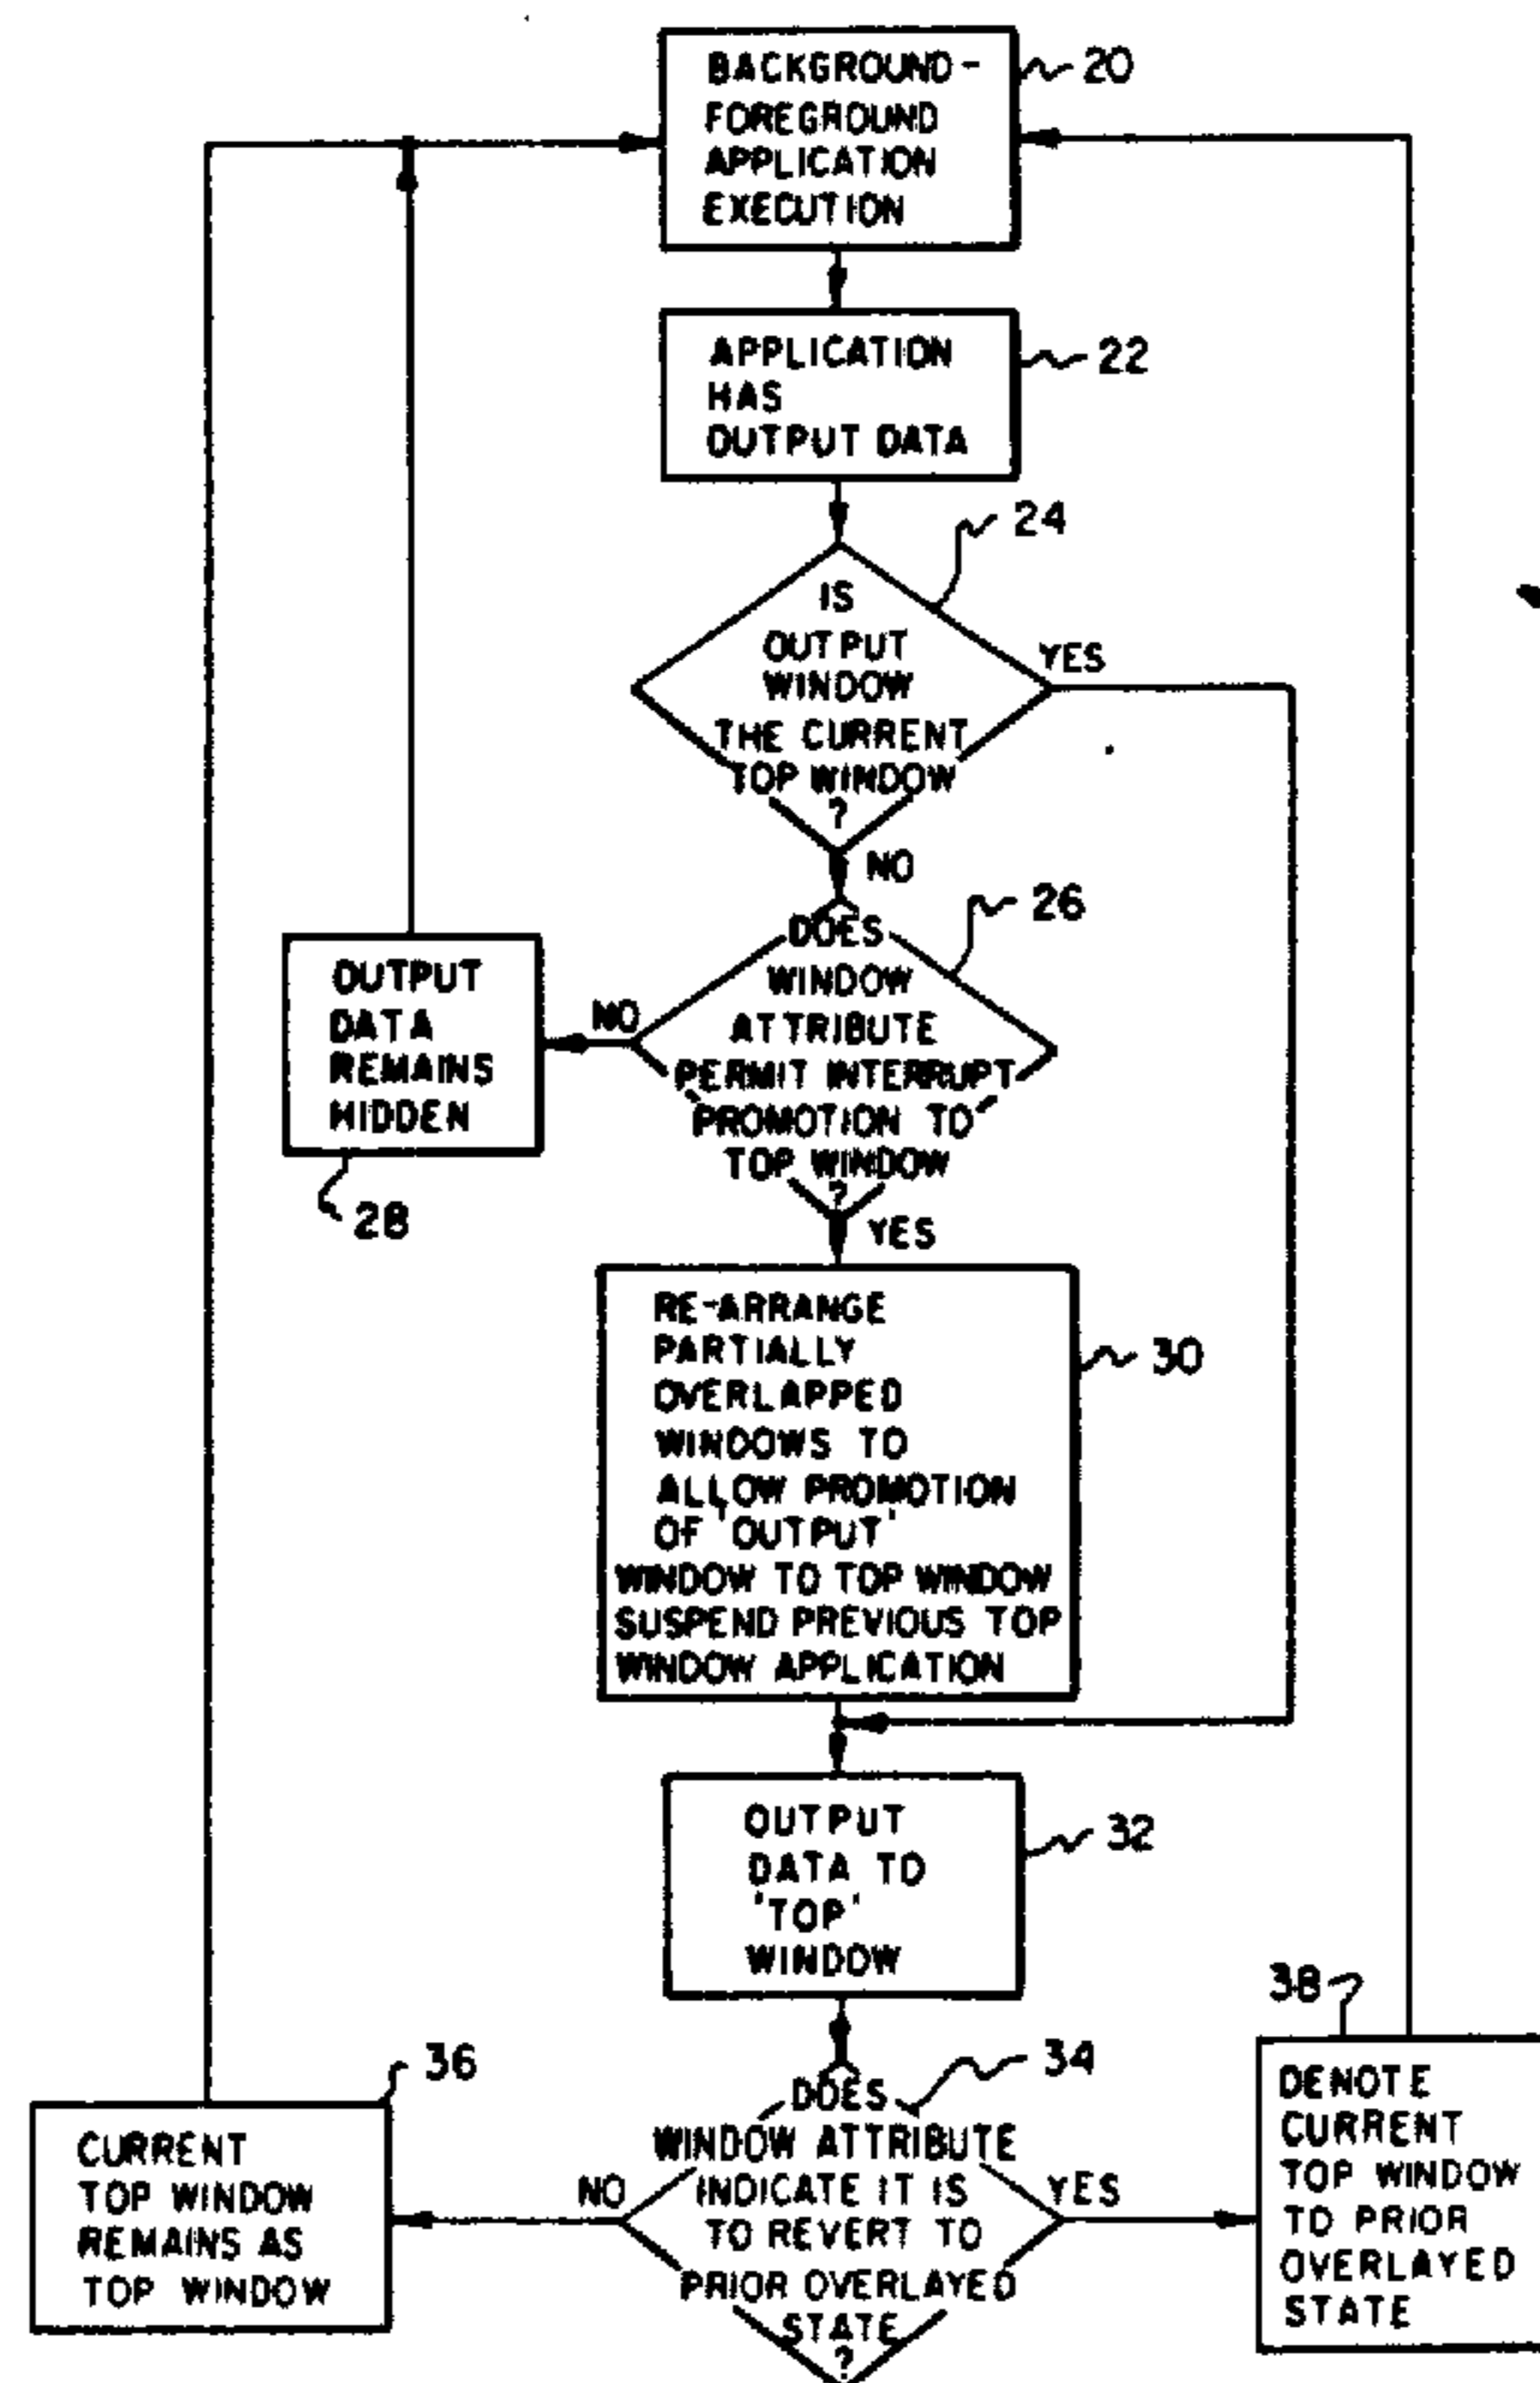 BACKGROUND-
FOREGROUND
APPLICATION
EXECUTION
20
APPLICATION
HAS
OUTPUT DATA
22
24
IS
OUTPUT
WINDOW
THE CURRENT
TOP WINDOW
?
YES
NO
26
DOES
WINDOW
ATTRIBUTE
PERMIT INTERRUPT
PROMOTION TO
TOP WINDOW
?
NO
YES
OUTPUT
DATA
REMAINS
HIDDEN
28
RE-ARRANGE
PARTIALLY
OVERLAPPED
WINDOWS TO
ALLOW PROMOTION
OF 'OUTPUT'
WINDOW TO TOP WINDOW
SUSPEND PREVIOUS TOP
WINDOW APPLICATION
30
OUTPUT
DATA TO
'TOP'
WINDOW
32
34
DOES
WINDOW ATTRIBUTE
INDICATE IT IS
TO REVERT TO
PRIOR OVERLAYED
STATE
?
NO
YES
36
CURRENT
TOP WINDOW
REMAINS AS
TOP WINDOW
38
DENOTE
CURRENT
TOP WINDOW
TO PRIOR
OVERLAYED
STATE